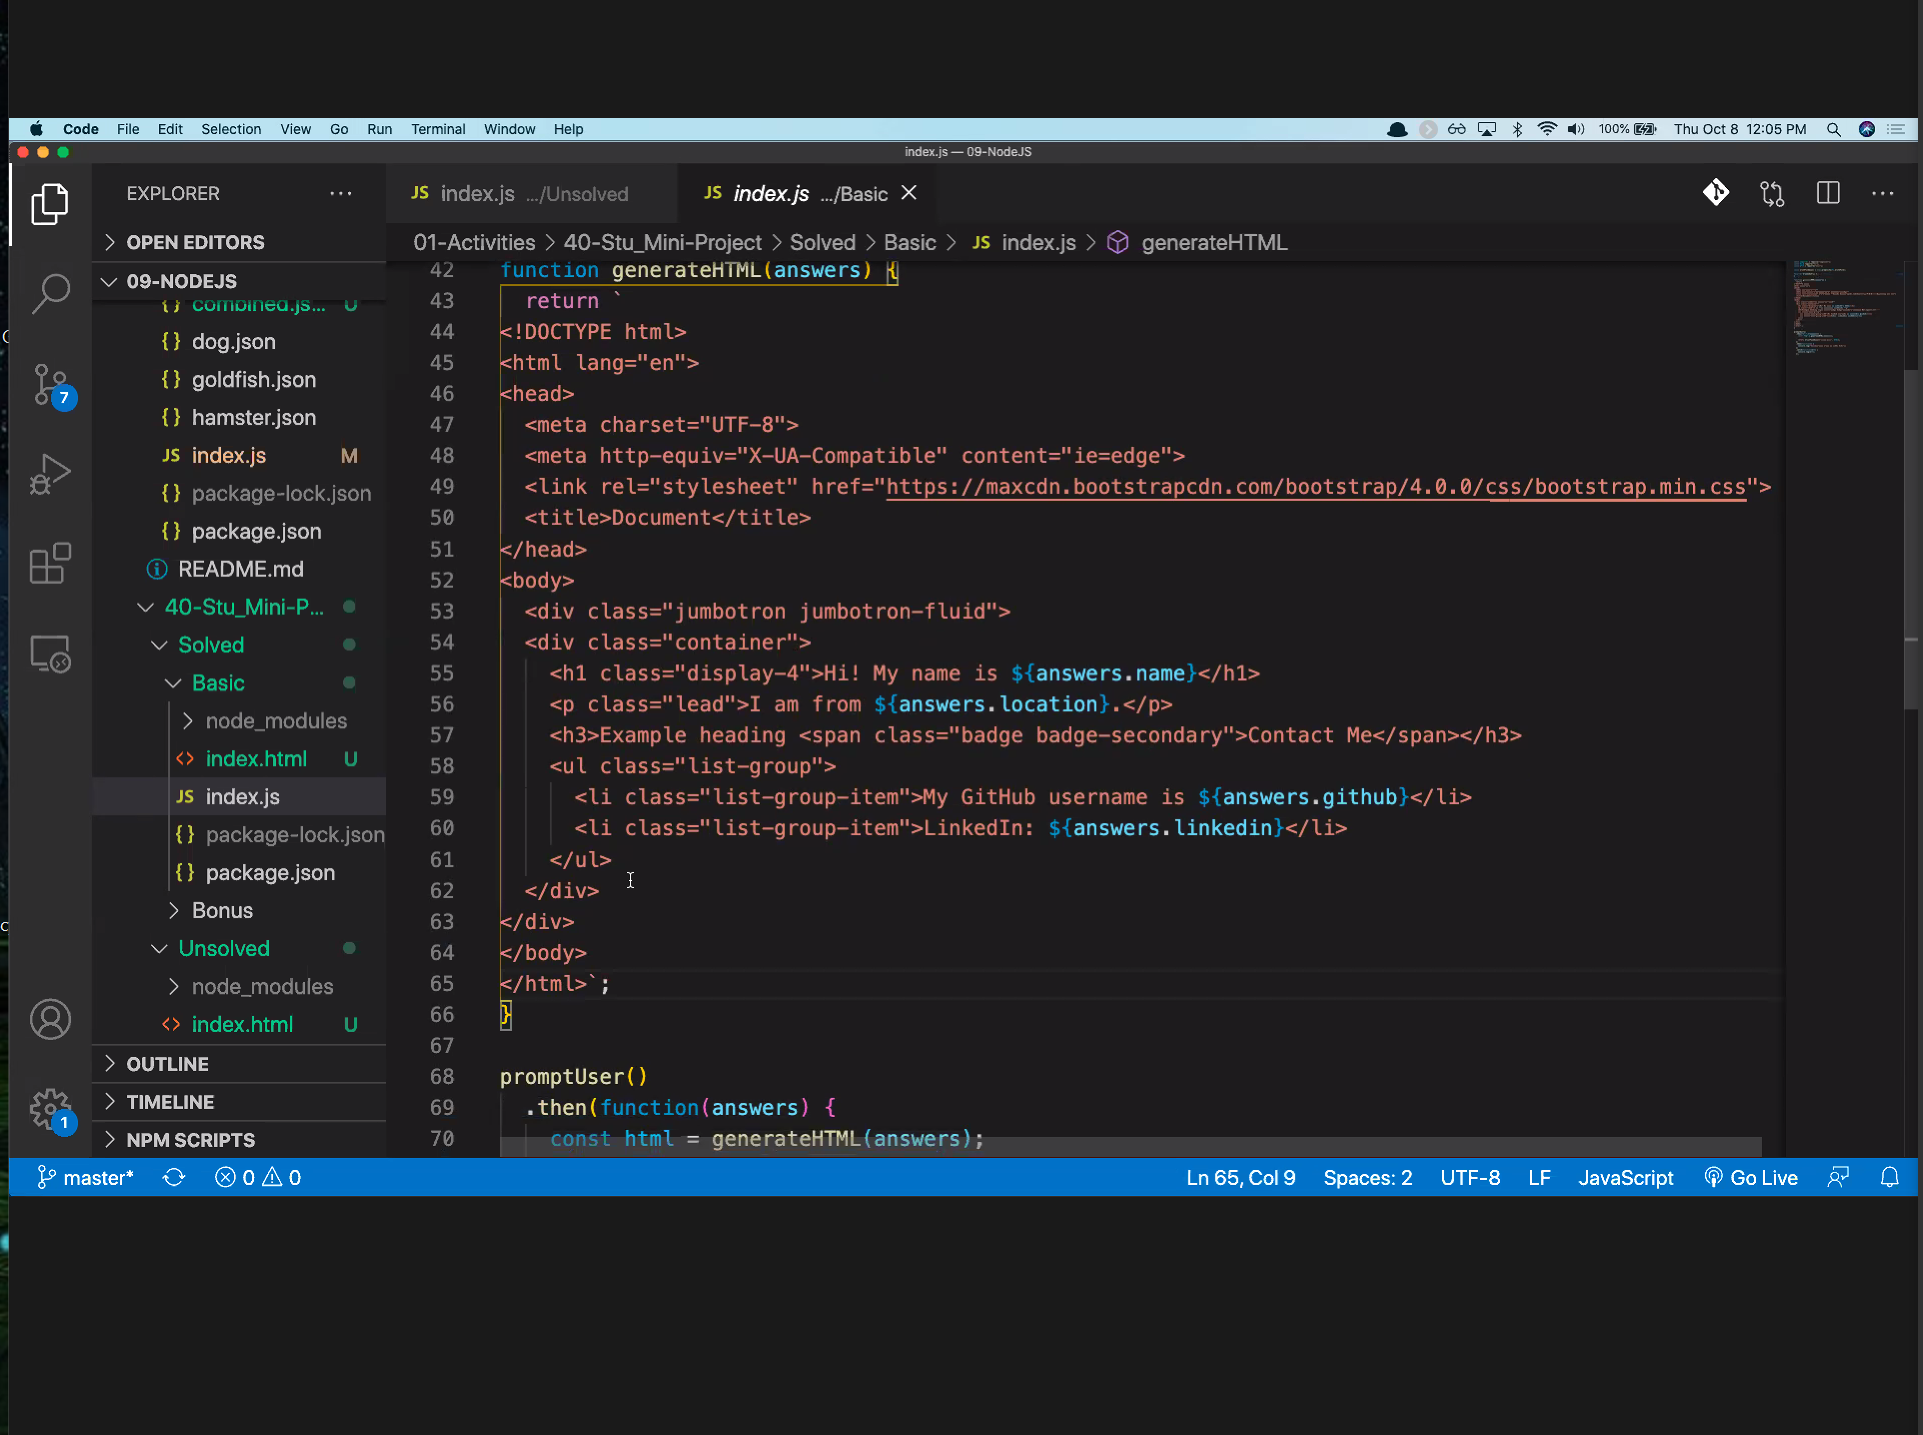 Code File Edit Selection View Go Run Terminal Window Help 100% Thu Oct 8 12:05 PM
index.js — 09-NodeJS
EXPLORER
JS index.js .../Unsolved
JS index.js .../Basic
01-Activities > 40-Stu_Mini-Project > Solved > Basic > JS index.js > generateHTML
OPEN EDITORS
09-NODEJS
combined.js... U
{} dog.json
{} goldfish.json
{} hamster.json
JS index.js M
{} package-lock.json
{} package.json
README.md
40-Stu_Mini-P...
Solved
Basic
node_modules
<> index.html U
JS index.js
{} package-lock.json
{} package.json
Bonus
Unsolved
node_modules
<> index.html U
OUTLINE
TIMELINE
NPM SCRIPTS
7
1
42 function generateHTML(answers) {
43 return `
44 <!DOCTYPE html>
45 <html lang="en">
46 <head>
47 <meta charset="UTF-8">
48 <meta http-equiv="X-UA-Compatible" content="ie=edge">
49 <link rel="stylesheet" href="https://maxcdn.bootstrapcdn.com/bootstrap/4.0.0/css/bootstrap.min.css">
50 <title>Document</title>
51 </head>
52 <body>
53 <div class="jumbotron jumbotron-fluid">
54 <div class="container">
55 <h1 class="display-4">Hi! My name is ${answers.name}</h1>
56 <p class="lead">I am from ${answers.location}.</p>
57 <h3>Example heading <span class="badge badge-secondary">Contact Me</span></h3>
58 <ul class="list-group">
59 <li class="list-group-item">My GitHub username is ${answers.github}</li>
60 <li class="list-group-item">LinkedIn: ${answers.linkedin}</li>
61 </ul>
62 </div>
63 </div>
64 </body>
65 </html>`;
66 }
67
68 promptUser()
69 .then(function(answers) {
70 const html = generateHTML(answers);
master* 0 0 Ln 65, Col 9 Spaces: 2 UTF-8 LF JavaScript Go Live